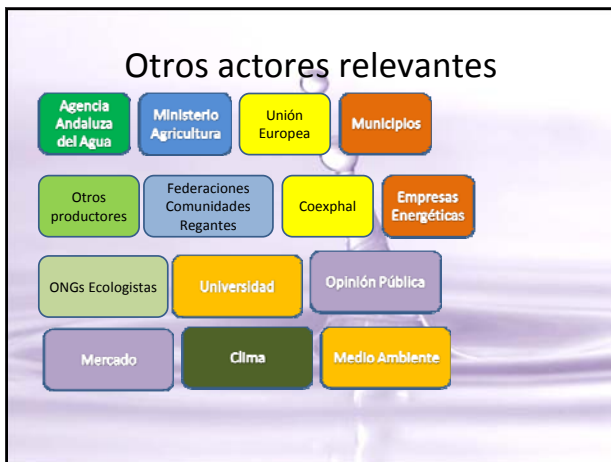 Otros actores relevantes
Agencia
Andaluza
del Agua
Ministerio
Agricultura
Unión
Europea
Municipios
Otros
productores
Federaciones
Comunidades
Regantes
Coexphal
Empresas
Energéticas
ONGs Ecologistas
Universidad
Opinión Pública
Mercado
Clima
Medio Ambiente